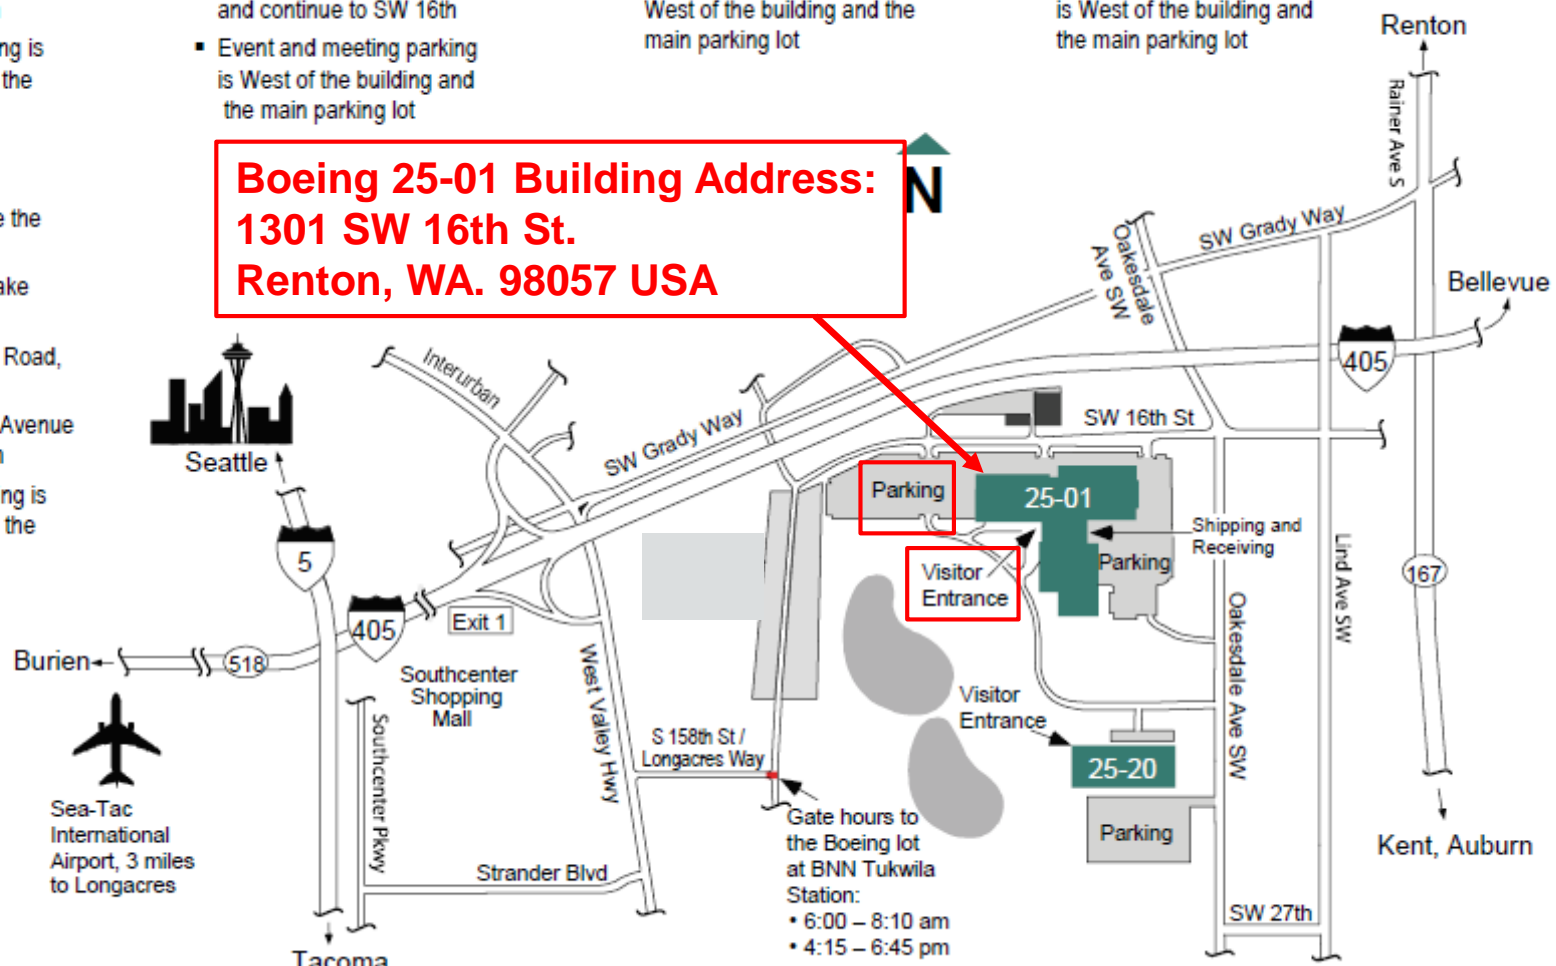 and continue to SW 16th
▪ Event and meeting parking
is West of the building and
the main parking lot
West of the building and the
main parking lot
is West of the building and
the main parking lot
ng is
the
e the
ake
Road,
Avenue
ng is
the
Boeing 25-01 Building Address:
1301 SW 16th St.
Renton, WA. 98057 USA
N
Renton
Rainer Ave S
SW Grady Way
Oakesdale
Ave SW
Bellevue
405
Interurban
SW Grady Way
SW 16th St
Seattle
Parking
25-01
Shipping and
Receiving
Visitor
Entrance
Parking
5
405
Exit 1
518
Burien
167
Lind Ave SW
Oakesdale Ave SW
Southcenter
Shopping
Mall
West Valley Hwy
Southcenter Pkwy
S 158th St /
Longacres Way
Visitor
Entrance
25-20
Parking
Sea-Tac
International
Airport, 3 miles
to Longacres
Gate hours to
the Boeing lot
at BNN Tukwila
Station:
• 6:00 – 8:10 am
• 4:15 – 6:45 pm
Strander Blvd
Kent, Auburn
SW 27th
Tacoma